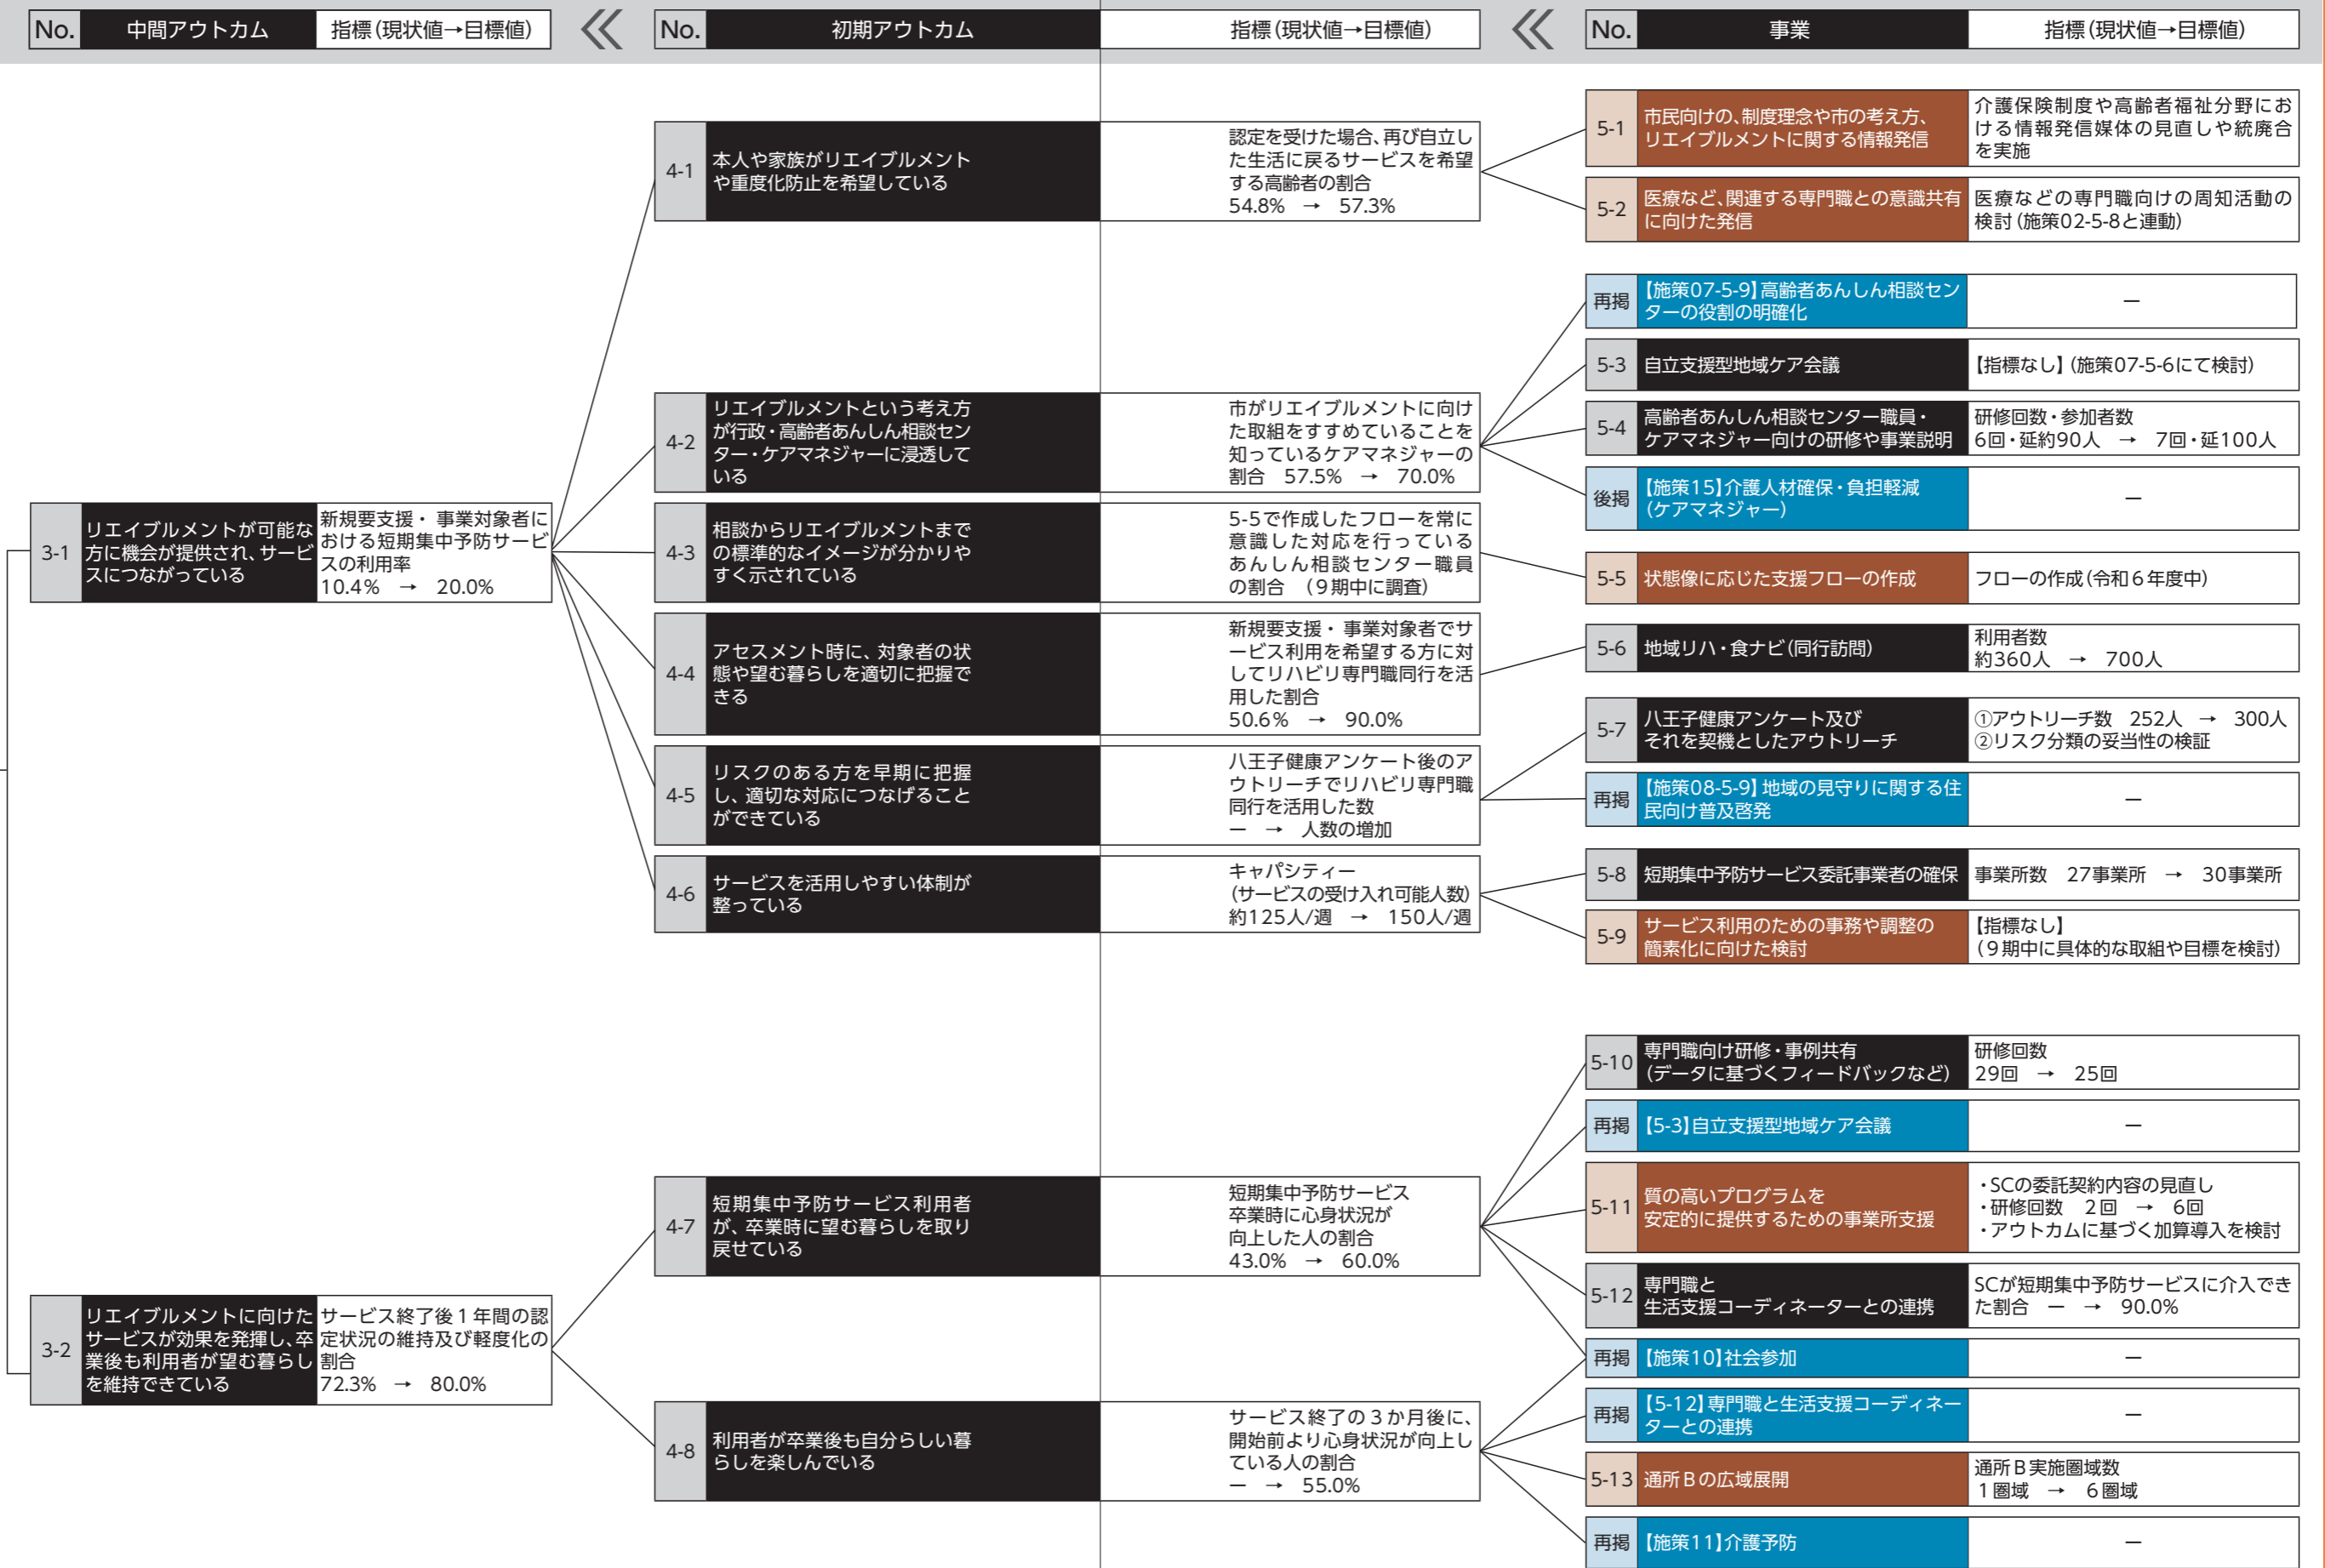 No.
中間アウトカム
指標(現状値→目標値)
No.
初期アウトカム
指標(現状値→目標値)
No.
事業
指標(現状値→目標値)
3-1
リエイブルメントが可能な
方に機会が提供され、サービ
スにつながっている
新規要支援・事業対象者に
おける短期集中予防サービ
スの利用率
10.4% → 20.0%
3-2
リエイブルメントに向けた
サービスが効果を発揮し、卒
業後も利用者が望む暮らし
を維持できている
サービス終了後1年間の認
定状況の維持及び軽度化の
割合
72.3% → 80.0%
4-1
本人や家族がリエイブルメント
や重度化防止を希望している
認定を受けた場合、再び自立し
た生活に戻るサービスを希望
する高齢者の割合
54.8% → 57.3%
4-2
リエイブルメントという考え方
が行政・高齢者あんしん相談セン
ター・ケアマネジャーに浸透して
いる
市がリエイブルメントに向け
た取組をすすめていることを
知っているケアマネジャーの
割合 57.5% → 70.0%
4-3
相談からリエイブルメントまで
の標準的なイメージが分かりや
すく示されている
5-5で作成したフローを常に
意識した対応を行っている
あんしん相談センター職員
の割合 (9期中に調査)
4-4
アセスメント時に、対象者の状
態や望む暮らしを適切に把握で
きる
新規要支援・事業対象者でサ
ービス利用を希望する方に対
してリハビリ専門職同行を活
用した割合
50.6% → 90.0%
4-5
リスクのある方を早期に把握
し、適切な対応につなげること
ができている
八王子健康アンケート後のア
ウトリーチでリハビリ専門職
同行を活用した数
ー → 人数の増加
4-6
サービスを活用しやすい体制が
整っている
キャパシティー
(サービスの受け入れ可能人数)
約125人/週 → 150人/週
4-7
短期集中予防サービス利用者
が、卒業時に望む暮らしを取り
戻せている
短期集中予防サービス
卒業時に心身状況が
向上した人の割合
43.0% → 60.0%
4-8
利用者が卒業後も自分らしい暮
らしを楽しんでいる
サービス終了の3か月後に、
開始前より心身状況が向上し
ている人の割合
ー → 55.0%
5-1
市民向けの、制度理念や市の考え方、
リエイブルメントに関する情報発信
介護保険制度や高齢者福祉分野にお
ける情報発信媒体の見直しや統廃合
を実施
5-2
医療など、関連する専門職との意識共有
に向けた発信
医療などの専門職向けの周知活動の
検討(施策02-5-8と連動)
再掲
【施策07-5-9】高齢者あんしん相談セン
ターの役割の明確化
ー
5-3
自立支援型地域ケア会議
【指標なし】(施策07-5-6にて検討)
5-4
高齢者あんしん相談センター職員・
ケアマネジャー向けの研修や事業説明
研修回数・参加者数
6回・延約90人 → 7回・延100人
後掲
【施策15】介護人材確保・負担軽減
(ケアマネジャー)
ー
5-5
状態像に応じた支援フローの作成
フローの作成(令和6年度中)
5-6
地域リハ・食ナビ(同行訪問)
利用者数
約360人 → 700人
5-7
八王子健康アンケート及び
それを契機としたアウトリーチ
①アウトリーチ数 252人 → 300人
②リスク分類の妥当性の検証
再掲
【施策08-5-9】地域の見守りに関する住
民向け普及啓発
ー
5-8
短期集中予防サービス委託事業者の確保
事業所数 27事業所 → 30事業所
5-9
サービス利用のための事務や調整の
簡素化に向けた検討
【指標なし】
(9期中に具体的な取組や目標を検討)
5-10
専門職向け研修・事例共有
(データに基づくフィードバックなど)
研修回数
29回 → 25回
再掲
【5-3】自立支援型地域ケア会議
ー
5-11
質の高いプログラムを
安定的に提供するための事業所支援
・SCの委託契約内容の見直し
・研修回数 2回 → 6回
・アウトカムに基づく加算導入を検討
5-12
専門職と
生活支援コーディネーターとの連携
SCが短期集中予防サービスに介入でき
た割合 ー → 90.0%
再掲
【施策10】社会参加
ー
再掲
【5-12】専門職と生活支援コーディネー
ターとの連携
ー
5-13
通所Bの広域展開
通所B実施圏域数
1圏域 → 6圏域
再掲
【施策11】介護予防
ー